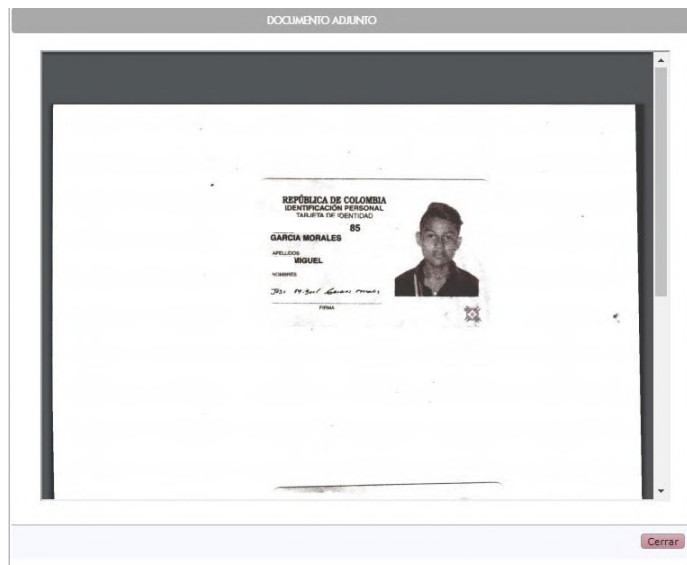 DOCUMENTO ADJUNTO
REPÚBLICA DE COLOMBIA
IDENTIFICACIÓN PERSONAL
TARJETA DE IDENTIDAD
85
GARCIA MORALES
APELLIDOS
MIGUEL
NOMBRES
FIRMA
Cerrar